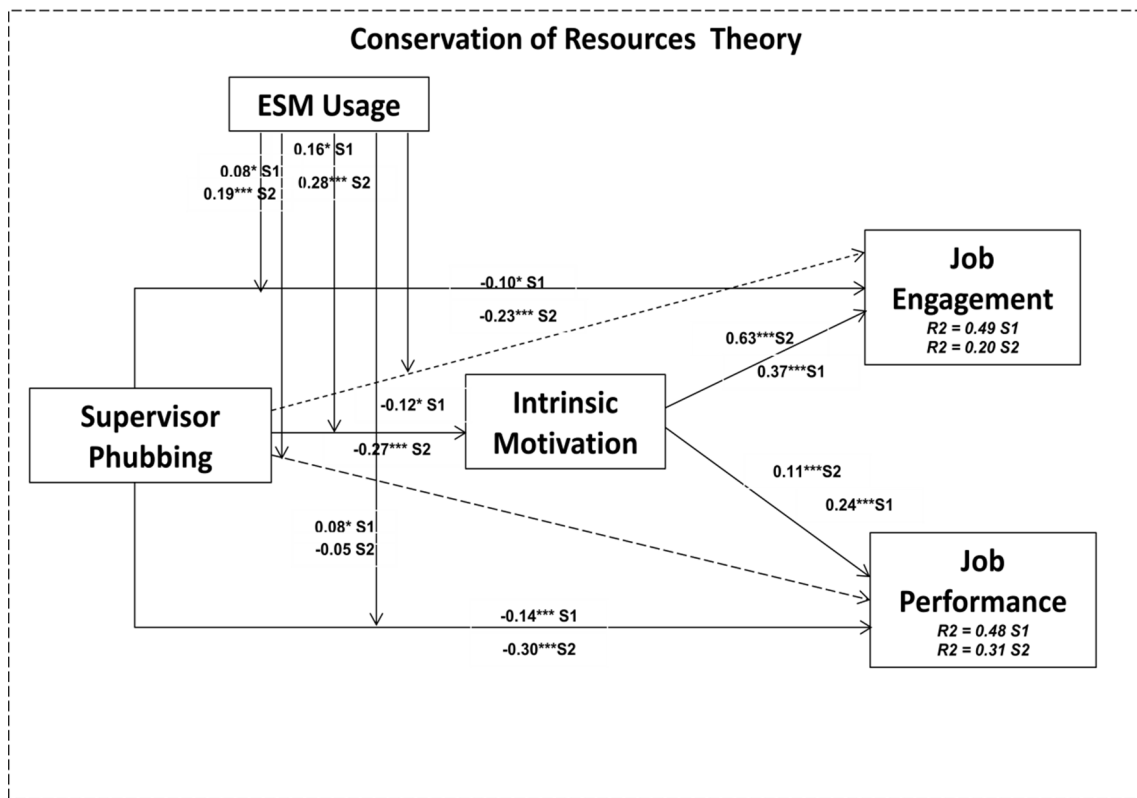 Conservation of Resources Theory
ESM Usage
0.16* S1
0.08* S1
0.28*** S2
0.19*** S2
Job
Engagement
R2 = 0.49 S1
R2 = 0.20 S2
-0.10* S1
-0.23*** S2
0.63***S2
0.37***S1
Supervisor
Phubbing
-0.12* S1
-0.27*** S2
Intrinsic
Motivation
0.11***S2
0.24***S1
0.08* S1
-0.05 S2
Job
Performance
R2 = 0.48 S1
R2 = 0.31 S2
-0.14*** S1
-0.30***S2